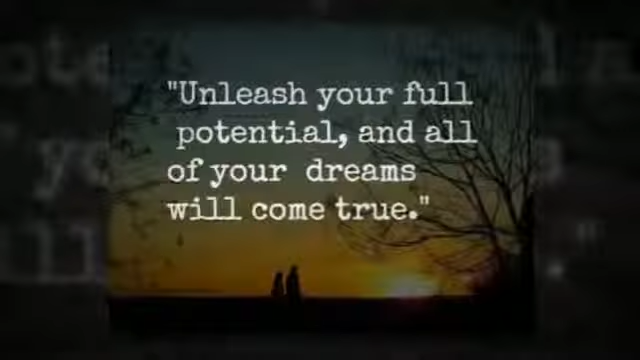 "Unleash your full
potential, and all
of your dreams
will come true."